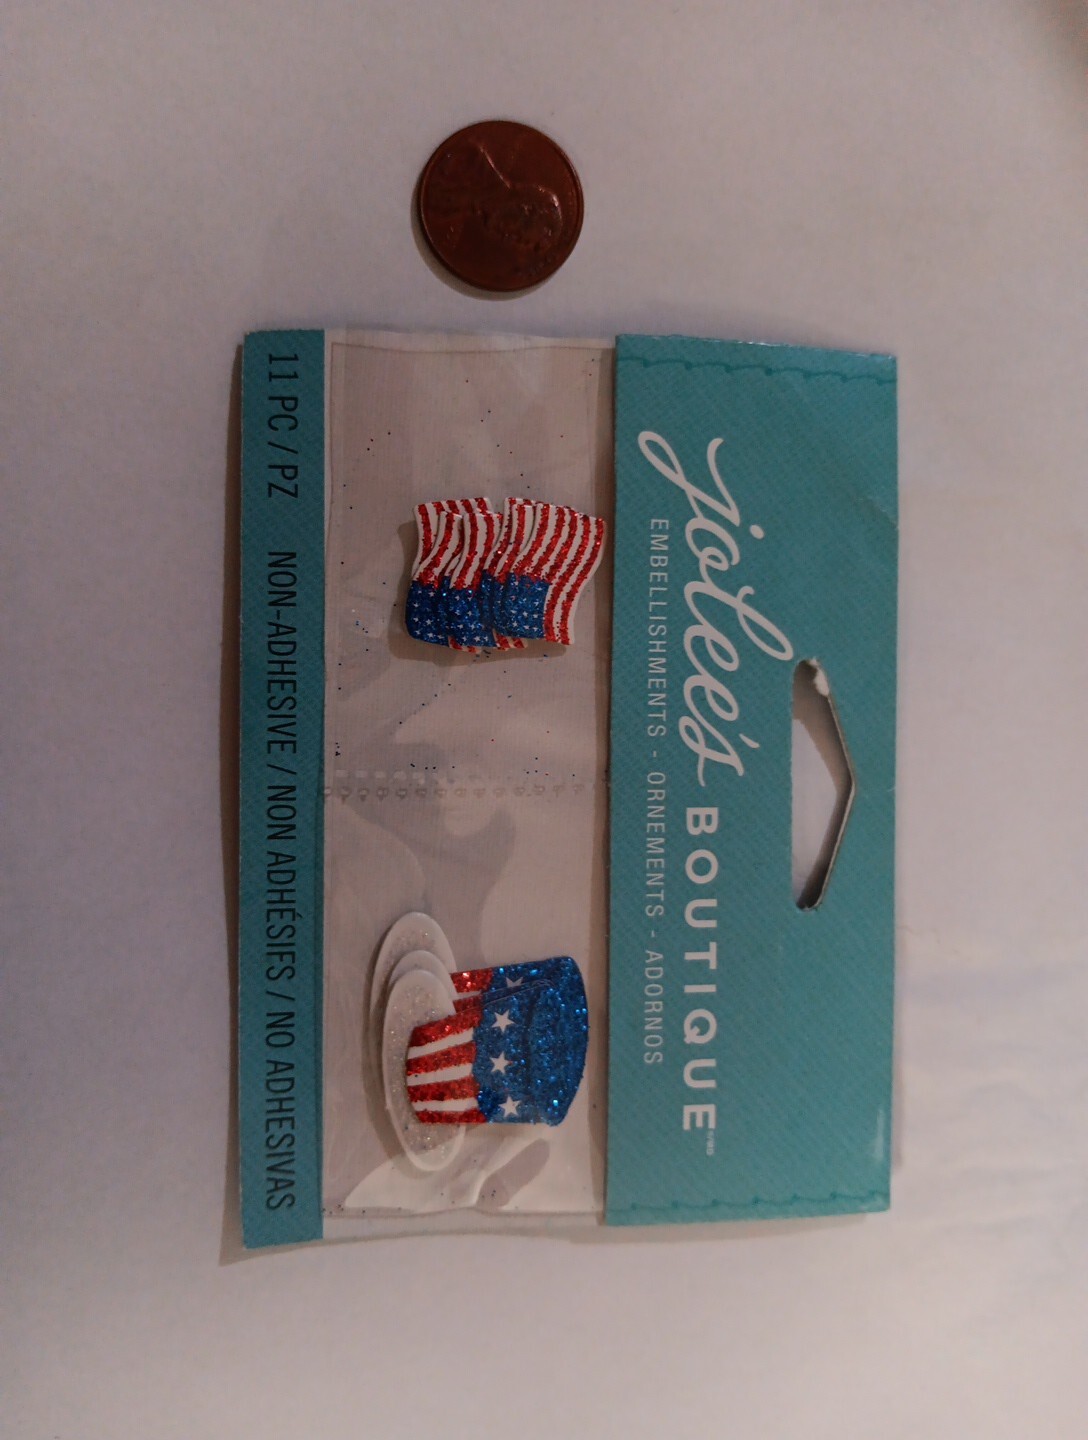 jolee's BOUTIQUE
EMBELLISHMENTS - ORNEMENTS - ADORNOS
11 PC / PZ NON-ADHESIVE / NON ADHÉSIFS / NO ADHESIVAS